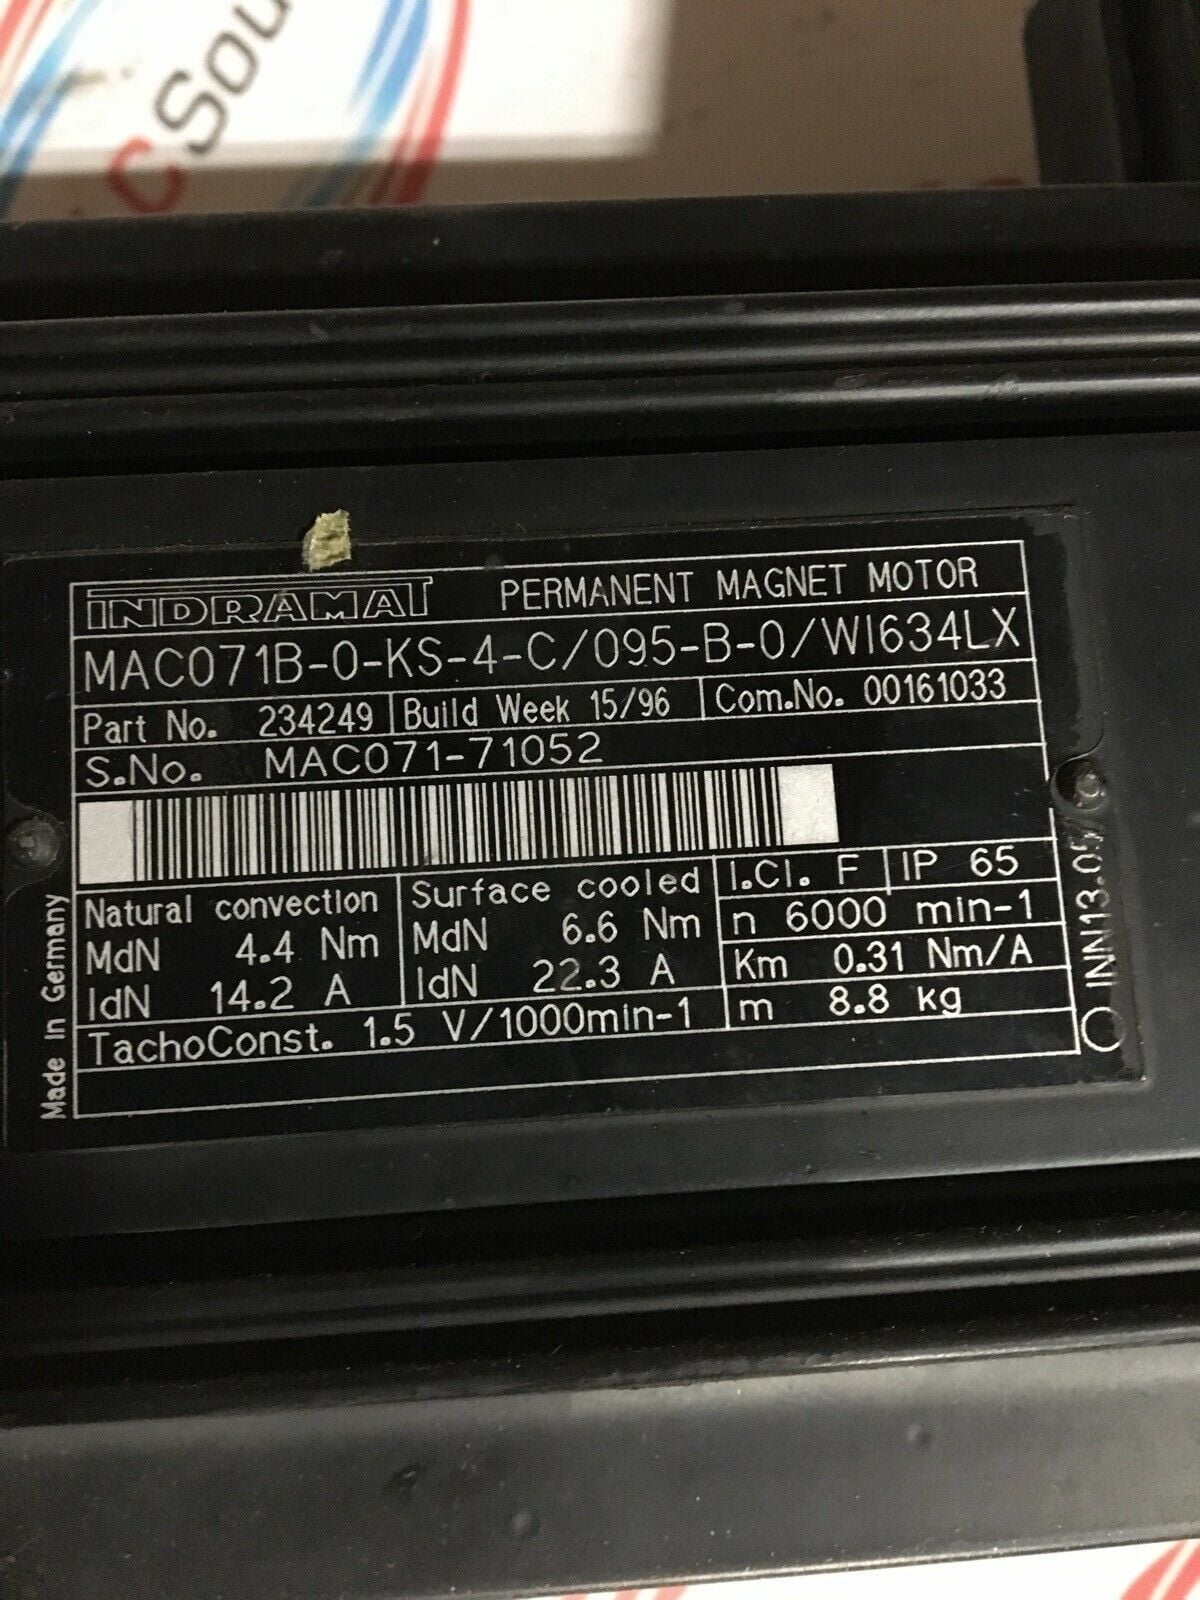 CSou
INDRAMAT PERMANENT MAGNET MOTOR
MAC071B-0-KS-4-C/095-B-0/WI634LX
Part No. 234249 Build Week 15/96 Com.No. 00161033
S.No. MAC071-71052
Natural convection Surface cooled I.Cl. F IP 65
MdN 4.4 Nm MdN 6.6 Nm n 6000 min-1
IdN 14.2 A IdN 22.3 A Km 0.31 Nm/A
TachoConst. 1.5 V/1000min-1 m 8.8 kg
Made in Germany